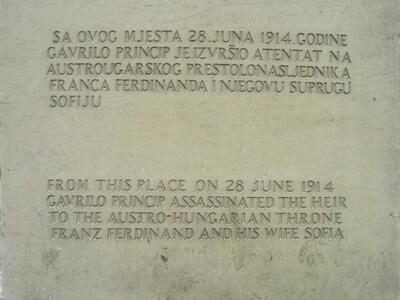 SA OVOG MJESTA 28. JUNA 1914. GODINE
GAVRILO PRINCIP JE IZVRŠIO ATENTAT NA
AUSTROUGARSKOG PRESTOLONASLJEDNIKA
FRANCA FERDINANDA I NJEGOVU SUPRUGU
SOFIJU
FROM THIS PLACE ON 28 JUNE 1914
GAVRILO PRINCIP ASSASSINATED THE HEIR
TO THE AUSTRO-HUNGARIAN THRONE
FRANZ FERDINAND AND HIS WIFE SOFIA